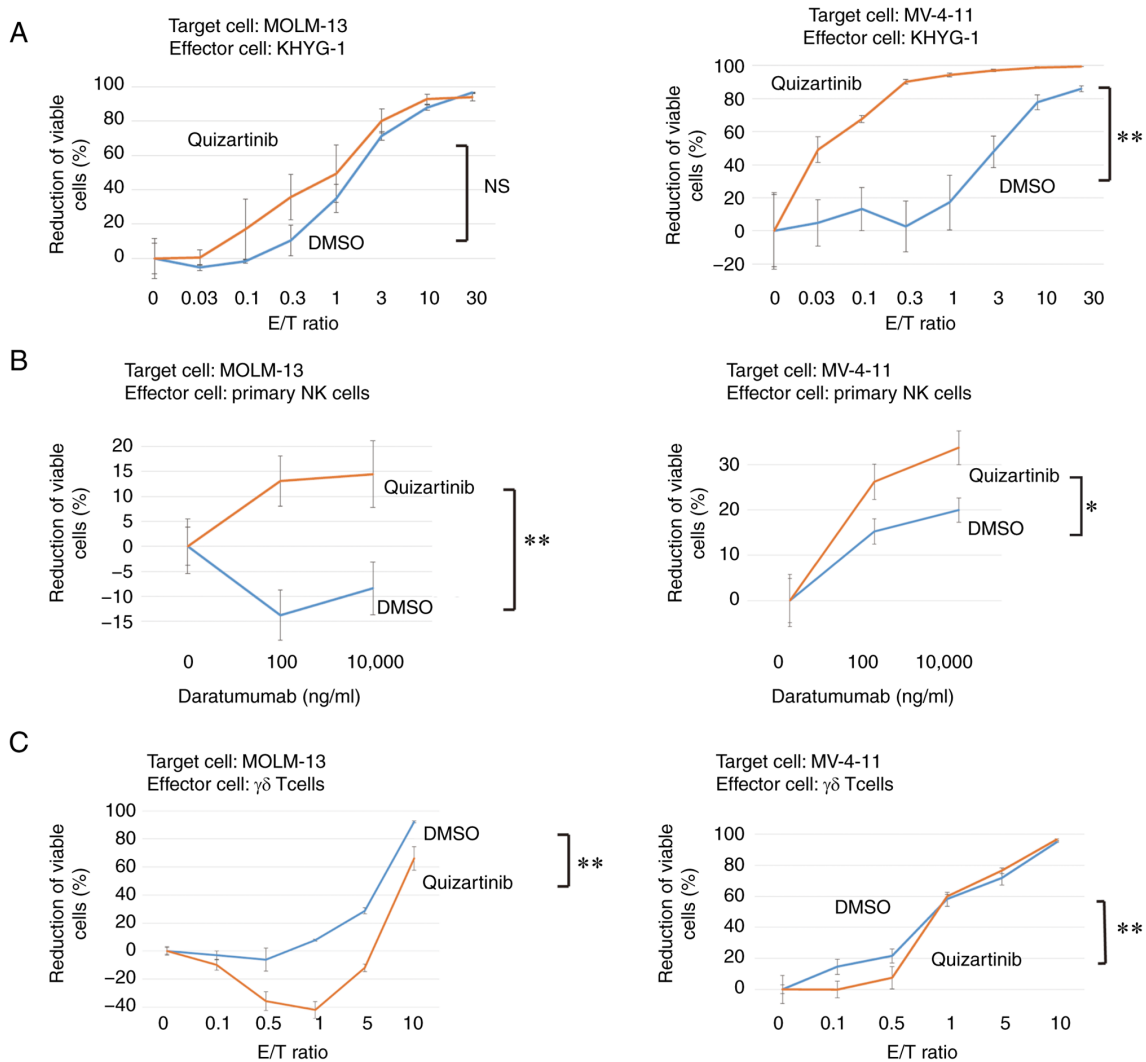 A
Target cell: MOLM-13
Effector cell: KHYG-1
Reduction of viable
cells (%)
100
80
60
40
20
0
Quizartinib
DMSO
NS
0 0.03 0.1 0.3 1 3 10 30
E/T ratio
Target cell: MV-4-11
Effector cell: KHYG-1
Reduction of viable
cells (%)
100
80
60
40
20
0
−20
Quizartinib
DMSO
**
0 0.03 0.1 0.3 1 3 10 30
E/T ratio
B
Target cell: MOLM-13
Effector cell: primary NK cells
Reduction of viable
cells (%)
20
15
10
5
0
−5
−10
−15
Quizartinib
DMSO
**
0 100 10,000
Daratumumab (ng/ml)
Target cell: MV-4-11
Effector cell: primary NK cells
Reduction of viable
cells (%)
30
20
10
0
Quizartinib
DMSO
*
0 100 10,000
Daratumumab (ng/ml)
C
Target cell: MOLM-13
Effector cell: γδ Tcells
Reduction of viable
cells (%)
100
80
60
40
20
0
−20
−40
DMSO
Quizartinib
**
0 0.1 0.5 1 5 10
E/T ratio
Target cell: MV-4-11
Effector cell: γδ Tcells
Reduction of viable
cells (%)
100
80
60
40
20
0
DMSO
Quizartinib
**
0 0.1 0.5 1 5 10
E/T ratio